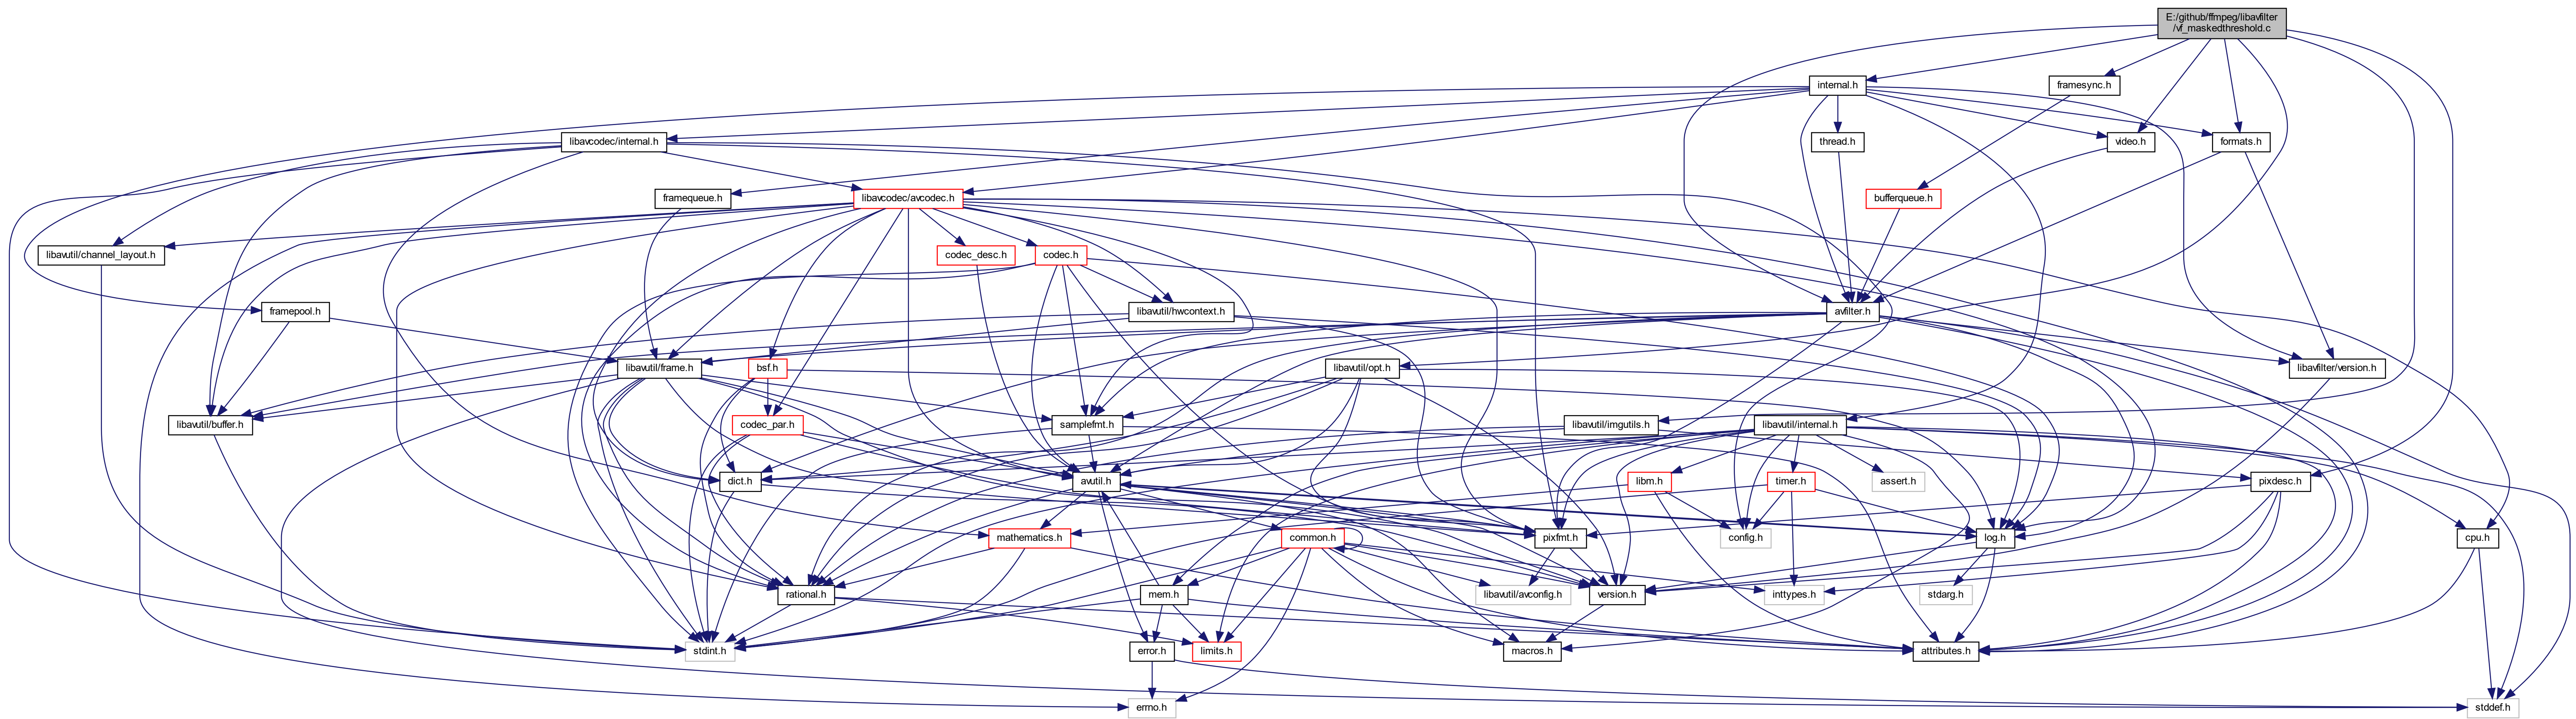 E:/github/ffmpeg/libavfilter
/vf_maskedthreshold.c
internal.h
framesync.h
libavcodec/internal.h
thread.h
video.h
formats.h
framequeue.h
libavcodec/avcodec.h
bufferqueue.h
libavutil/channel_layout.h
codec_desc.h
codec.h
framepool.h
libavutil/hwcontext.h
avfilter.h
libavutil/frame.h
bsf.h
libavutil/opt.h
libavfilter/version.h
libavutil/buffer.h
codec_par.h
samplefmt.h
libavutil/imgutils.h
libavutil/internal.h
dict.h
avutil.h
libm.h
timer.h
assert.h
pixdesc.h
mathematics.h
common.h
pixfmt.h
config.h
log.h
cpu.h
rational.h
mem.h
libavutil/avconfig.h
version.h
inttypes.h
stdarg.h
stdint.h
error.h
limits.h
macros.h
attributes.h
errno.h
stddef.h